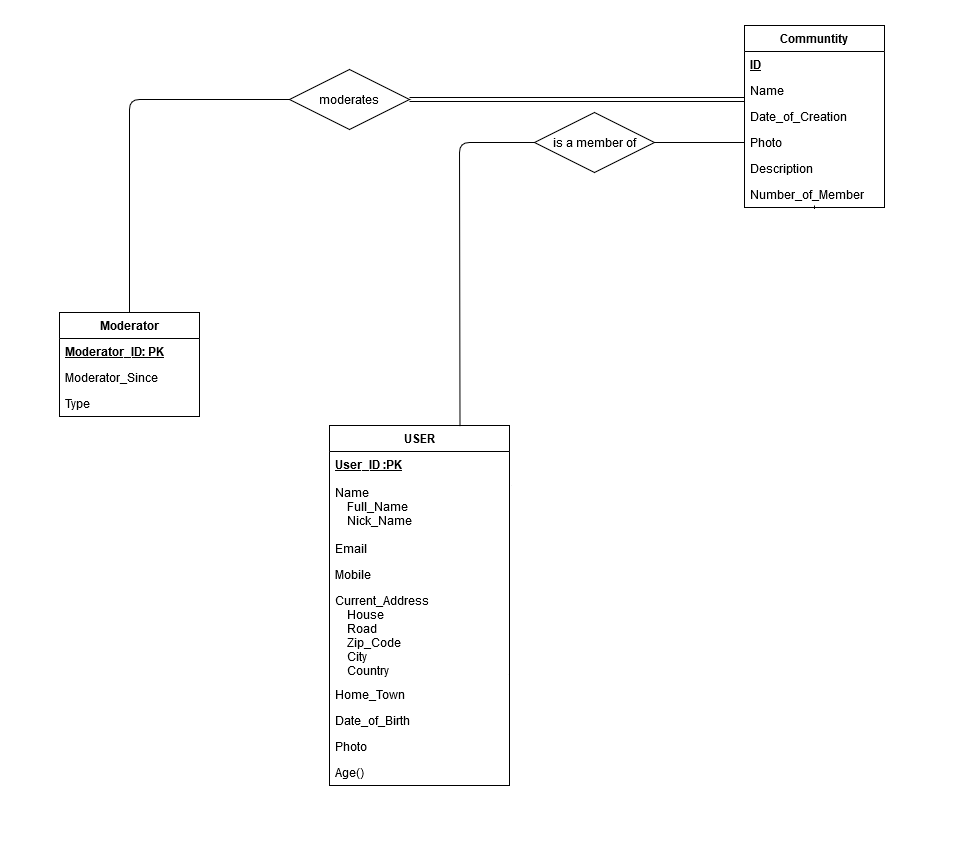 Communtity
ID
Name
Date_of_Creation
Photo
Description
Number_of_Member
moderates
is a member of
Moderator
Moderator_ID: PK
Moderator_Since
Type
USER
User_ID :PK
Name
Full_Name
Nick_Name
Email
Mobile
Current_Address
House
Road
Zip_Code
City
Country
Home_Town
Date_of_Birth
Photo
Age()